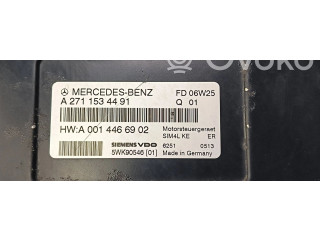 MERCEDES-BENZ FD 06W25
A 271 153 44 91 Q 01
HW:A 001 446 69 02 Motorsteuergeraet
SIM4L KE ER
SIEMENS VDO 6251 0513
5WK90546 [01] Made in Germany
Ovoko